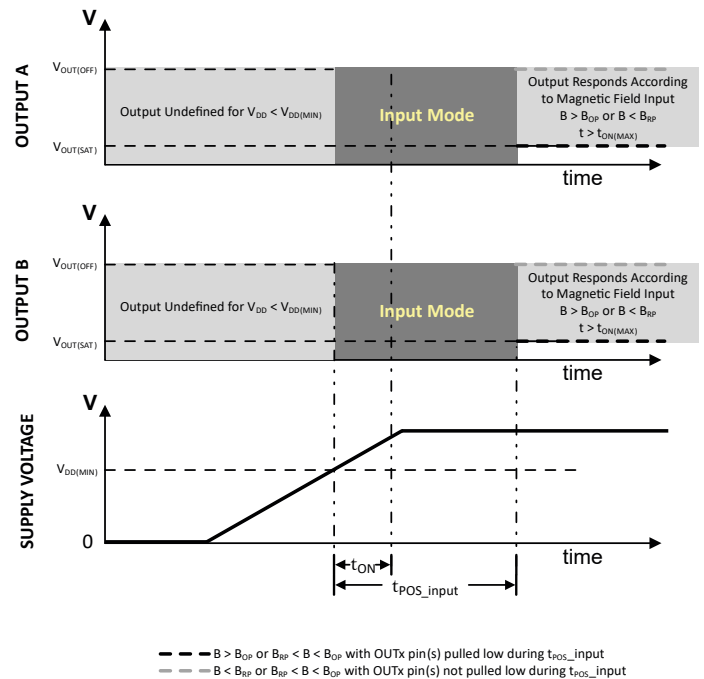 V
OUTPUT A
VOUT(OFF)
Output Undefined for VDD < VDD(MIN)
Input Mode
Output Responds According
to Magnetic Field Input
B > BOP or B < BRP
t > tON(MAX)
VOUT(SAT)
time
V
OUTPUT B
VOUT(OFF)
Output Undefined for VDD < VDD(MIN)
Input Mode
Output Responds According
to Magnetic Field Input
B > BOP or B < BRP
t > tON(MAX)
VOUT(SAT)
time
V
SUPPLY VOLTAGE
VDD(MIN)
0
time
tON
tPOS_input
B > BOP or BRP < B < BOP with OUTx pin(s) pulled low during tPOS_input
B < BRP or BRP < B < BOP with OUTx pin(s) not pulled low during tPOS_input